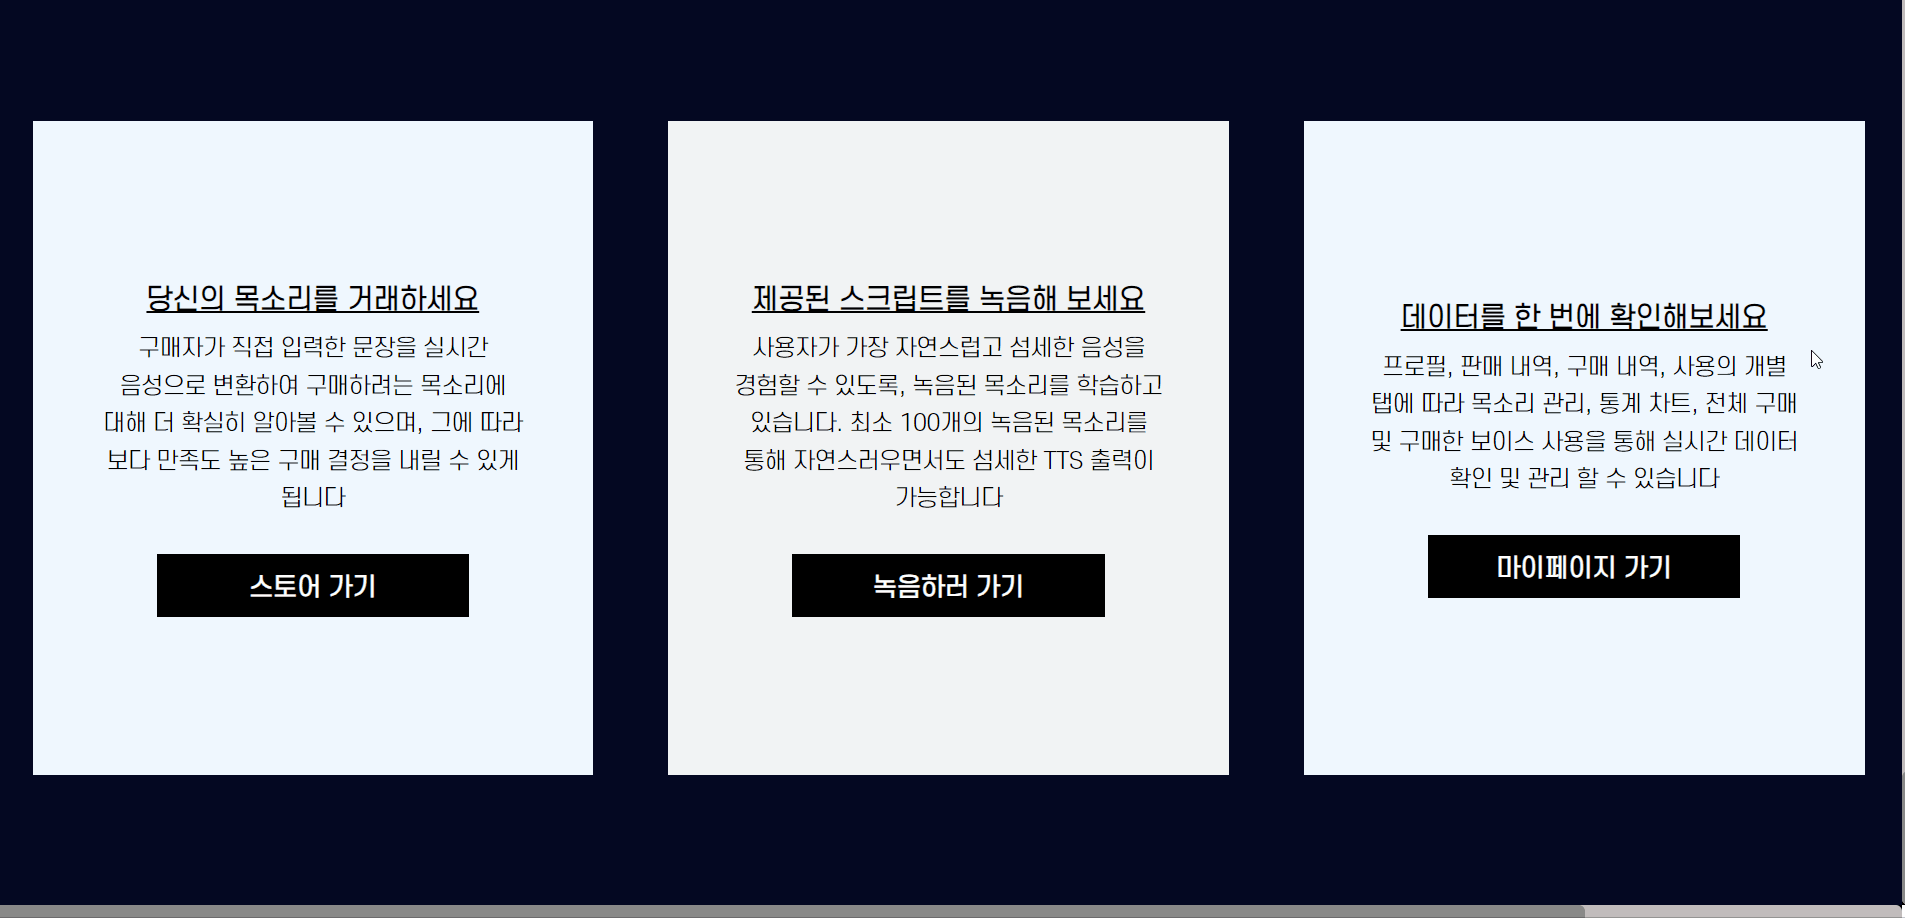 당신의 목소리를 거래하세요
구매자가 직접 입력한 문장을 실시간
음성으로 변환하여 구매하려는 목소리에
대해 더 확실히 알아볼 수 있으며, 그에 따라
보다 만족도 높은 구매 결정을 내릴 수 있게
됩니다
스토어 가기
제공된 스크립트를 녹음해 보세요
사용자가 가장 자연스럽고 섬세한 음성을
경험할 수 있도록, 녹음된 목소리를 학습하고
있습니다. 최소 100개의 녹음된 목소리를
통해 자연스러우면서도 섬세한 TTS 출력이
가능합니다
녹음하러 가기
데이터를 한 번에 확인해보세요
프로필, 판매 내역, 구매 내역, 사용의 개별
탭에 따라 목소리 관리, 통계 차트, 전체 구매
및 구매한 보이스 사용을 통해 실시간 데이터
확인 및 관리 할 수 있습니다
마이페이지 가기